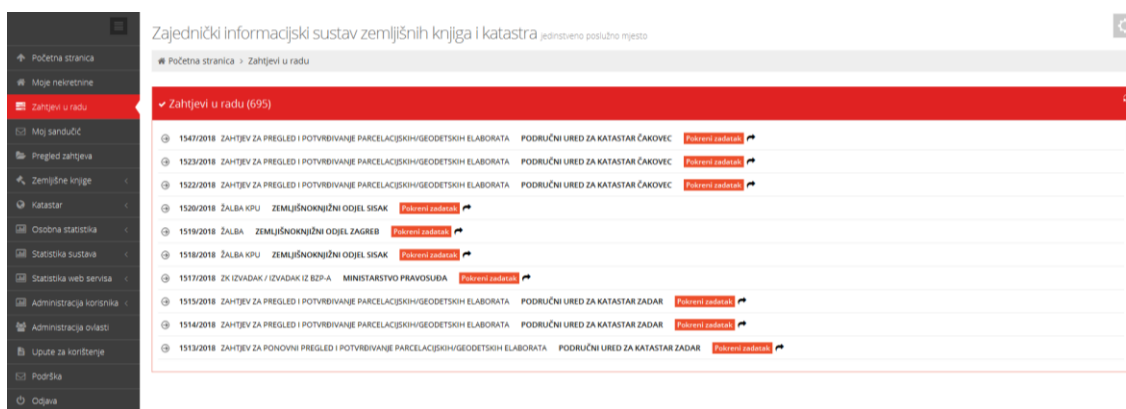 Zajednički informacijski sustav zemljišnih knjiga i katastra jedinstveno poslužno mjesto
Početna stranica > Zahtjevi u radu
Početna stranica
Moje nekretnine
Zahtjevi u radu
Moj sandučić
Pregled zahtjeva
Zemljišne knjige
Katastar
Osobna statistika
Statistika sustava
Statistika web servisa
Administracija korisnika
Administracija ovlasti
Upute za korištenje
Podrška
Odjava
Zahtjevi u radu (695)
1547/2018 ZAHTJEV ZA PREGLED I POTVRĐIVANJE PARCELACIJSKIH/GEODETSKIH ELABORATA PODRUČNI URED ZA KATASTAR ČAKOVEC Pokreni zadatak
1523/2018 ZAHTJEV ZA PREGLED I POTVRĐIVANJE PARCELACIJSKIH/GEODETSKIH ELABORATA PODRUČNI URED ZA KATASTAR ČAKOVEC Pokreni zadatak
1522/2018 ZAHTJEV ZA PREGLED I POTVRĐIVANJE PARCELACIJSKIH/GEODETSKIH ELABORATA PODRUČNI URED ZA KATASTAR ČAKOVEC Pokreni zadatak
1520/2018 ŽALBA KPU ZEMLJIŠNOKNJIŽNI ODJEL SISAK Pokreni zadatak
1519/2018 ŽALBA ZEMLJIŠNOKNJIŽNI ODJEL ZAGREB Pokreni zadatak
1518/2018 ŽALBA KPU ZEMLJIŠNOKNJIŽNI ODJEL SISAK Pokreni zadatak
1517/2018 ZK IZVADAK / IZVADAK IZ BZP-A MINISTARSTVO PRAVOSUĐA Pokreni zadatak
1515/2018 ZAHTJEV ZA PREGLED I POTVRĐIVANJE PARCELACIJSKIH/GEODETSKIH ELABORATA PODRUČNI URED ZA KATASTAR ZADAR Pokreni zadatak
1514/2018 ZAHTJEV ZA PREGLED I POTVRĐIVANJE PARCELACIJSKIH/GEODETSKIH ELABORATA PODRUČNI URED ZA KATASTAR ZADAR Pokreni zadatak
1513/2018 ZAHTJEV ZA PONOVNI PREGLED I POTVRĐIVANJE PARCELACIJSKIH/GEODETSKIH ELABORATA PODRUČNI URED ZA KATASTAR ZADAR Pokreni zadatak